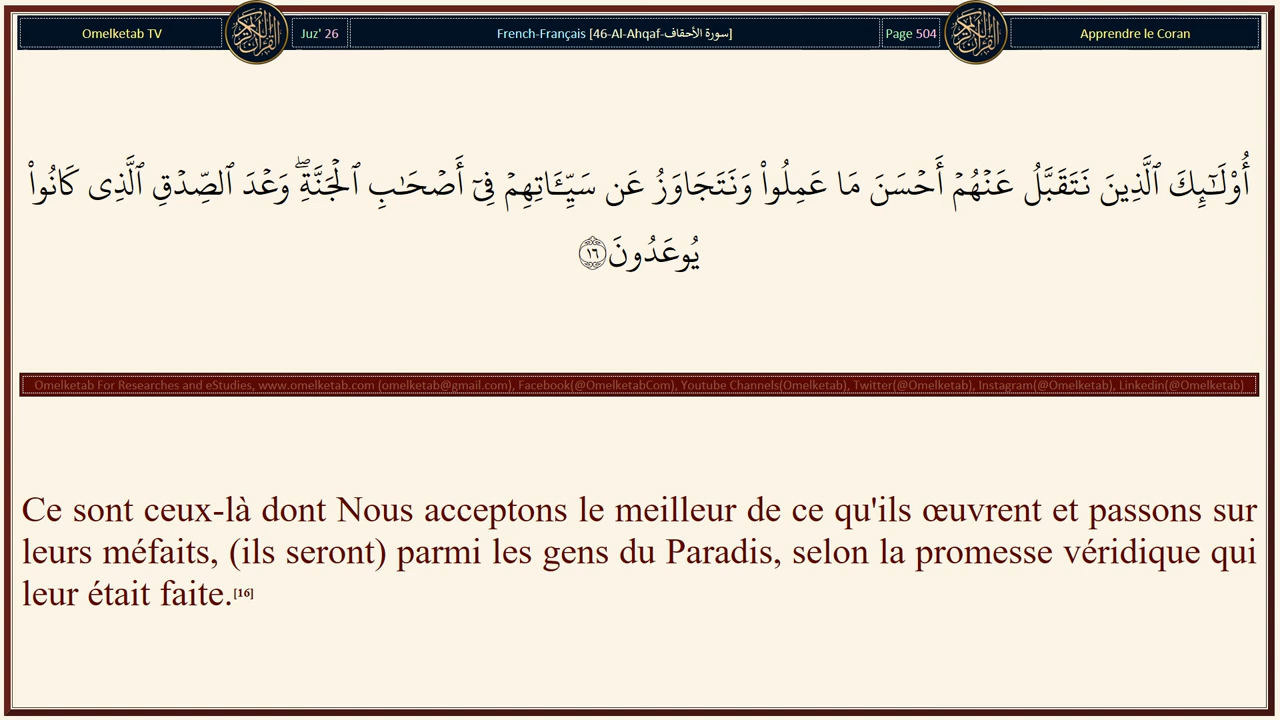 Omelketab TV
Juz' 26
French-Français [46-Al-Ahqaf-سورة الأحقاف]
Page 504
Apprendre le Coran
أُوْلَـٰٓئِكَ ٱلَّذِينَ نَتَقَبَّلُ عَنۡهُمۡ أَحۡسَنَ مَا عَمِلُواْ وَنَتَجَاوَزُ عَن سَيِّـَٔاتِهِمۡ فِيٓ أَصۡحَٰبِ ٱلۡجَنَّةِۖ وَعۡدَ ٱلصِّدۡقِ ٱلَّذِى كَانُواْ
يُوعَدُونَ ١٦
Omelketab For Researches and eStudies, www.omelketab.com (omelketab@gmail.com), Facebook(@OmelketabCom), Youtube Channels(Omelketab), Twitter(@Omelketab), Instagram(@Omelketab), Linkedin(@Omelketab)
Ce sont ceux-là dont Nous acceptons le meilleur de ce qu'ils œuvrent et passons sur
leurs méfaits, (ils seront) parmi les gens du Paradis, selon la promesse véridique qui
leur était faite.[16]